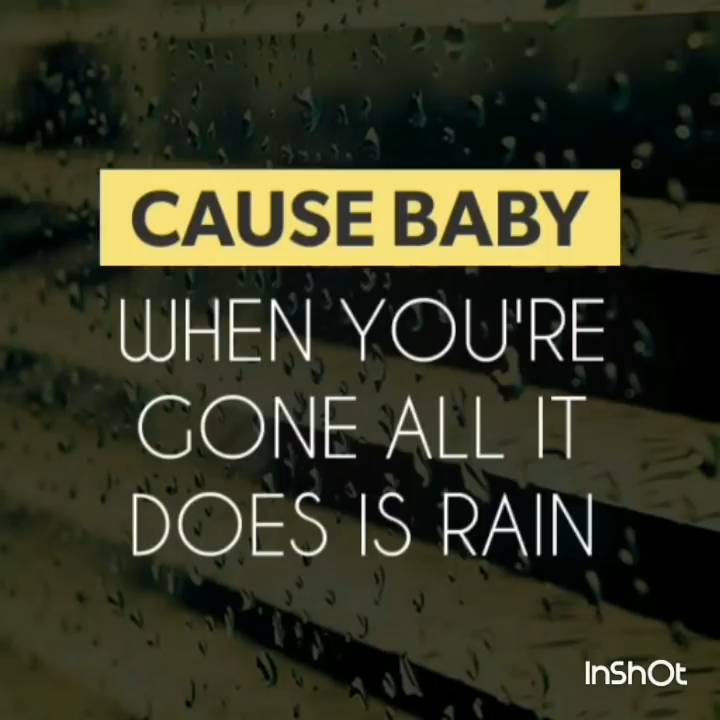 CAUSE BABY
WHEN YOU'RE
GONE ALL IT
DOES IS RAIN
InShOt